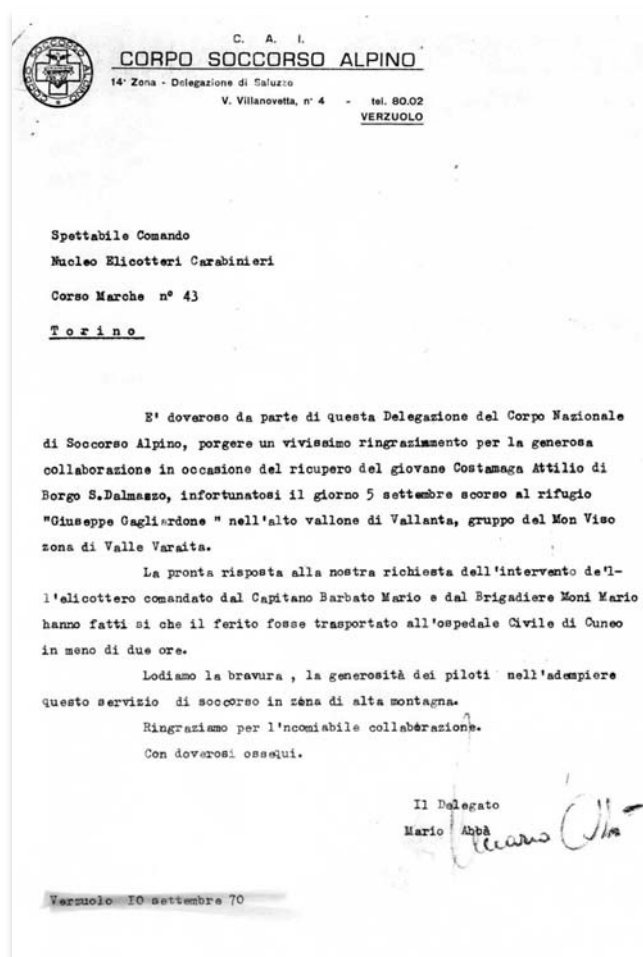 C. A. I.
CORPO SOCCORSO ALPINO
14ª Zona - Delegazione di Saluzzo
V. Villanovetta, n° 4 - tel. 80.02
VERZUOLO
CORPO SOCCORSO ALPINO
Spettabile Comando
Nucleo Elicotteri Carabinieri
Corso Marche n° 43
Torino
E' doveroso da parte di questa Delegazione del Corpo Nazionale
di Soccorso Alpino, porgere un vivissimo ringraziamento per la generosa
collaborazione in occasione del ricupero del giovane Costamaga Attilio di
Borgo S.Dalmazzo, infortunatosi il giorno 5 settembre scorso al rifugio
"Giuseppe Gagliardone " nell'alto vallone di Vallanta, gruppo del Mon Viso
zona di Valle Varaita.
La pronta risposta alla nostra richiesta dell'intervento de'l-
l'elicottero comandato dal Capitano Barbato Mario e dal Brigadiere Moni Mario
hanno fatti si che il ferito fosse trasportato all'ospedale Civile di Cuneo
in meno di due ore.
Lodiamo la bravura , la generosità dei piloti nell'adempiere
questo servizio di soccorso in zóna di alta montagna.
Ringraziamo per l'ncomiabile collabòrazione.
Con doverosi ossequi.
Il Delegato
Mario Abbà
Verzuolo IO settembre 70